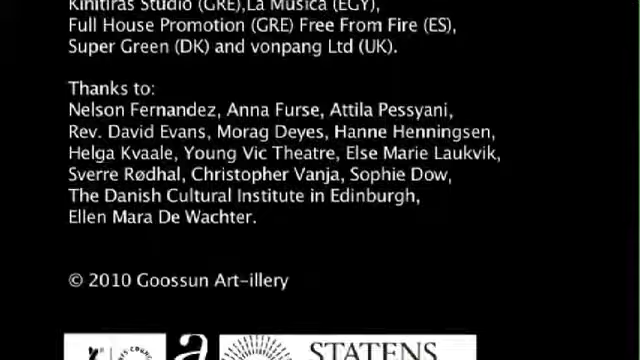 Kinitiras Studio (GRE),La Musica (EGY),
Full House Promotion (GRE) Free From Fire (ES),
Super Green (DK) and vonpang Ltd (UK).
Thanks to:
Nelson Fernandez, Anna Furse, Attila Pessyani,
Rev. David Evans, Morag Deyes, Hanne Henningsen,
Helga Kvaale, Young Vic Theatre, Else Marie Laukvik,
Sverre Rødhal, Christopher Vanja, Sophie Dow,
The Danish Cultural Institute in Edinburgh,
Ellen Mara De Wachter.
© 2010 Goossun Art-illery
a STATENS